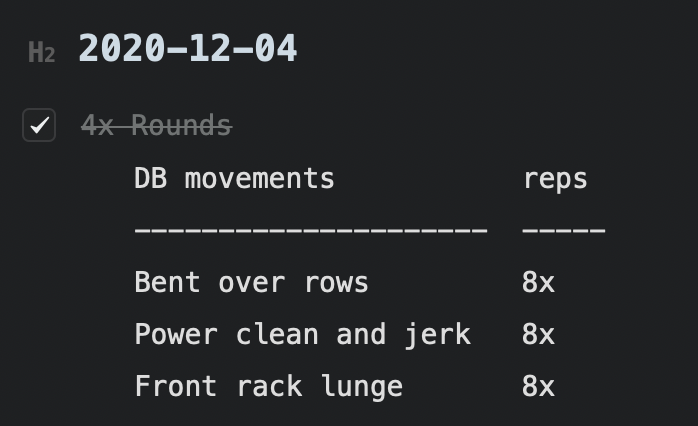 H2 2020-12-04
4x Rounds
DB movements          reps
---------------------  -----
Bent over rows         8x
Power clean and jerk   8x
Front rack lunge       8x